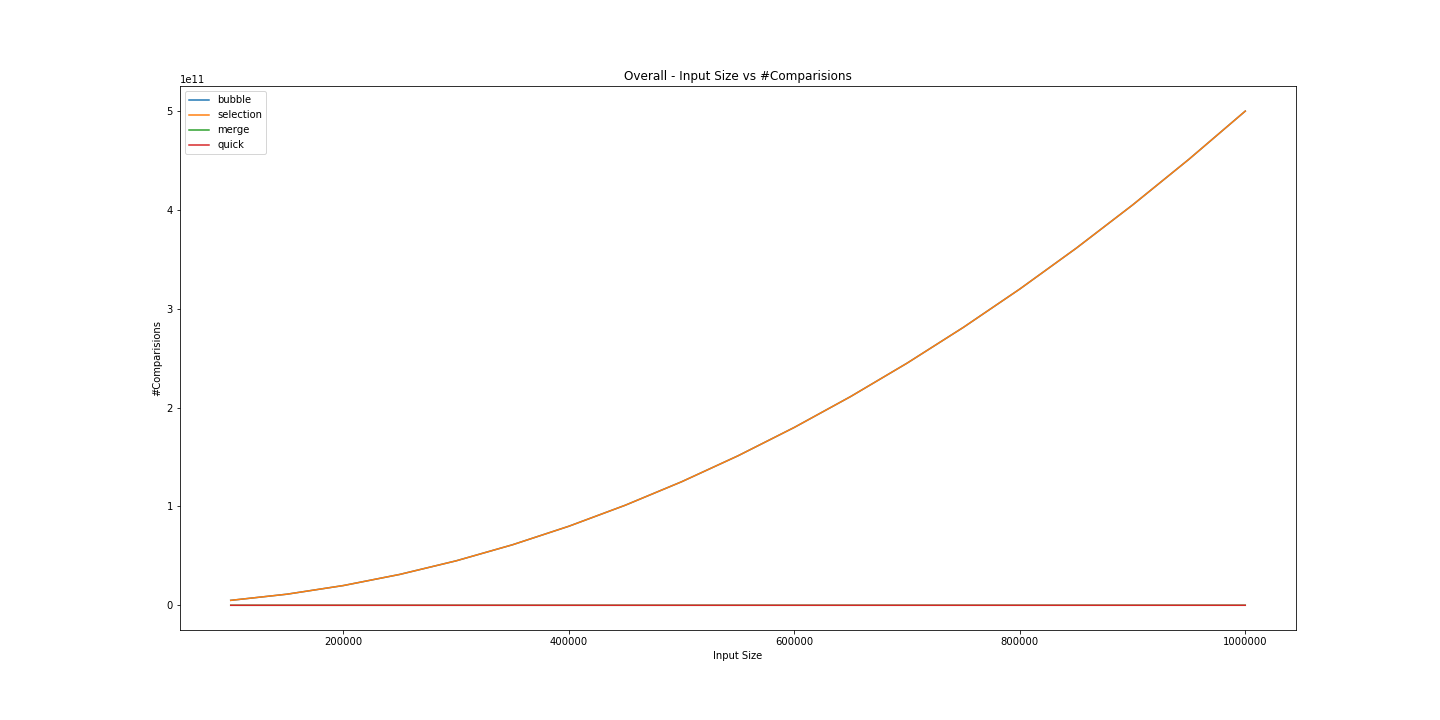 Overall - Input Size vs #Comparisions
1e11
bubble
selection
merge
quick
5
4
3
2
1
0
#Comparisions
200000
400000
600000
800000
1000000
Input Size